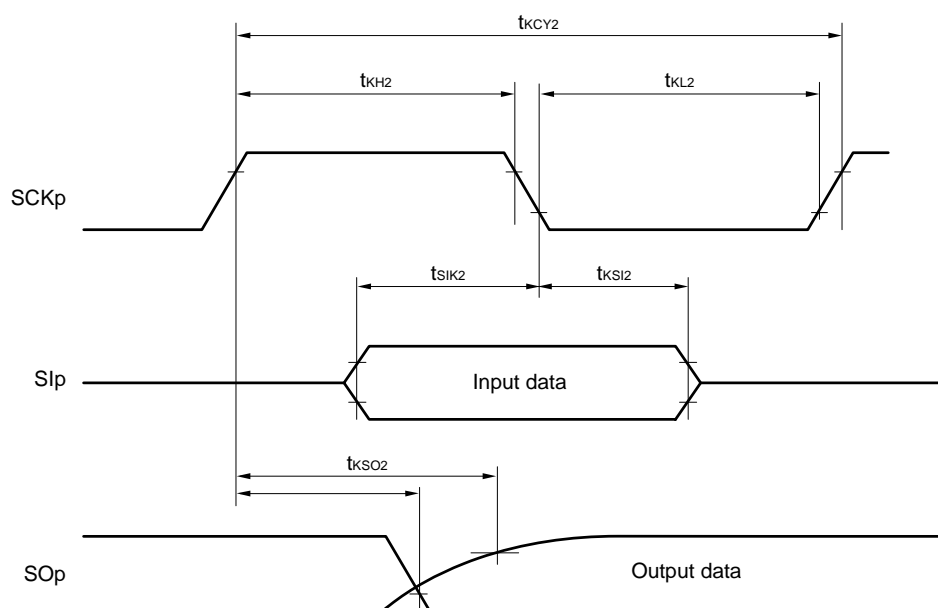 tKCY2
tKH2
tKL2
SCKp
tSIK2
tKSI2
SIp
Input data
tKSO2
SOp
Output data